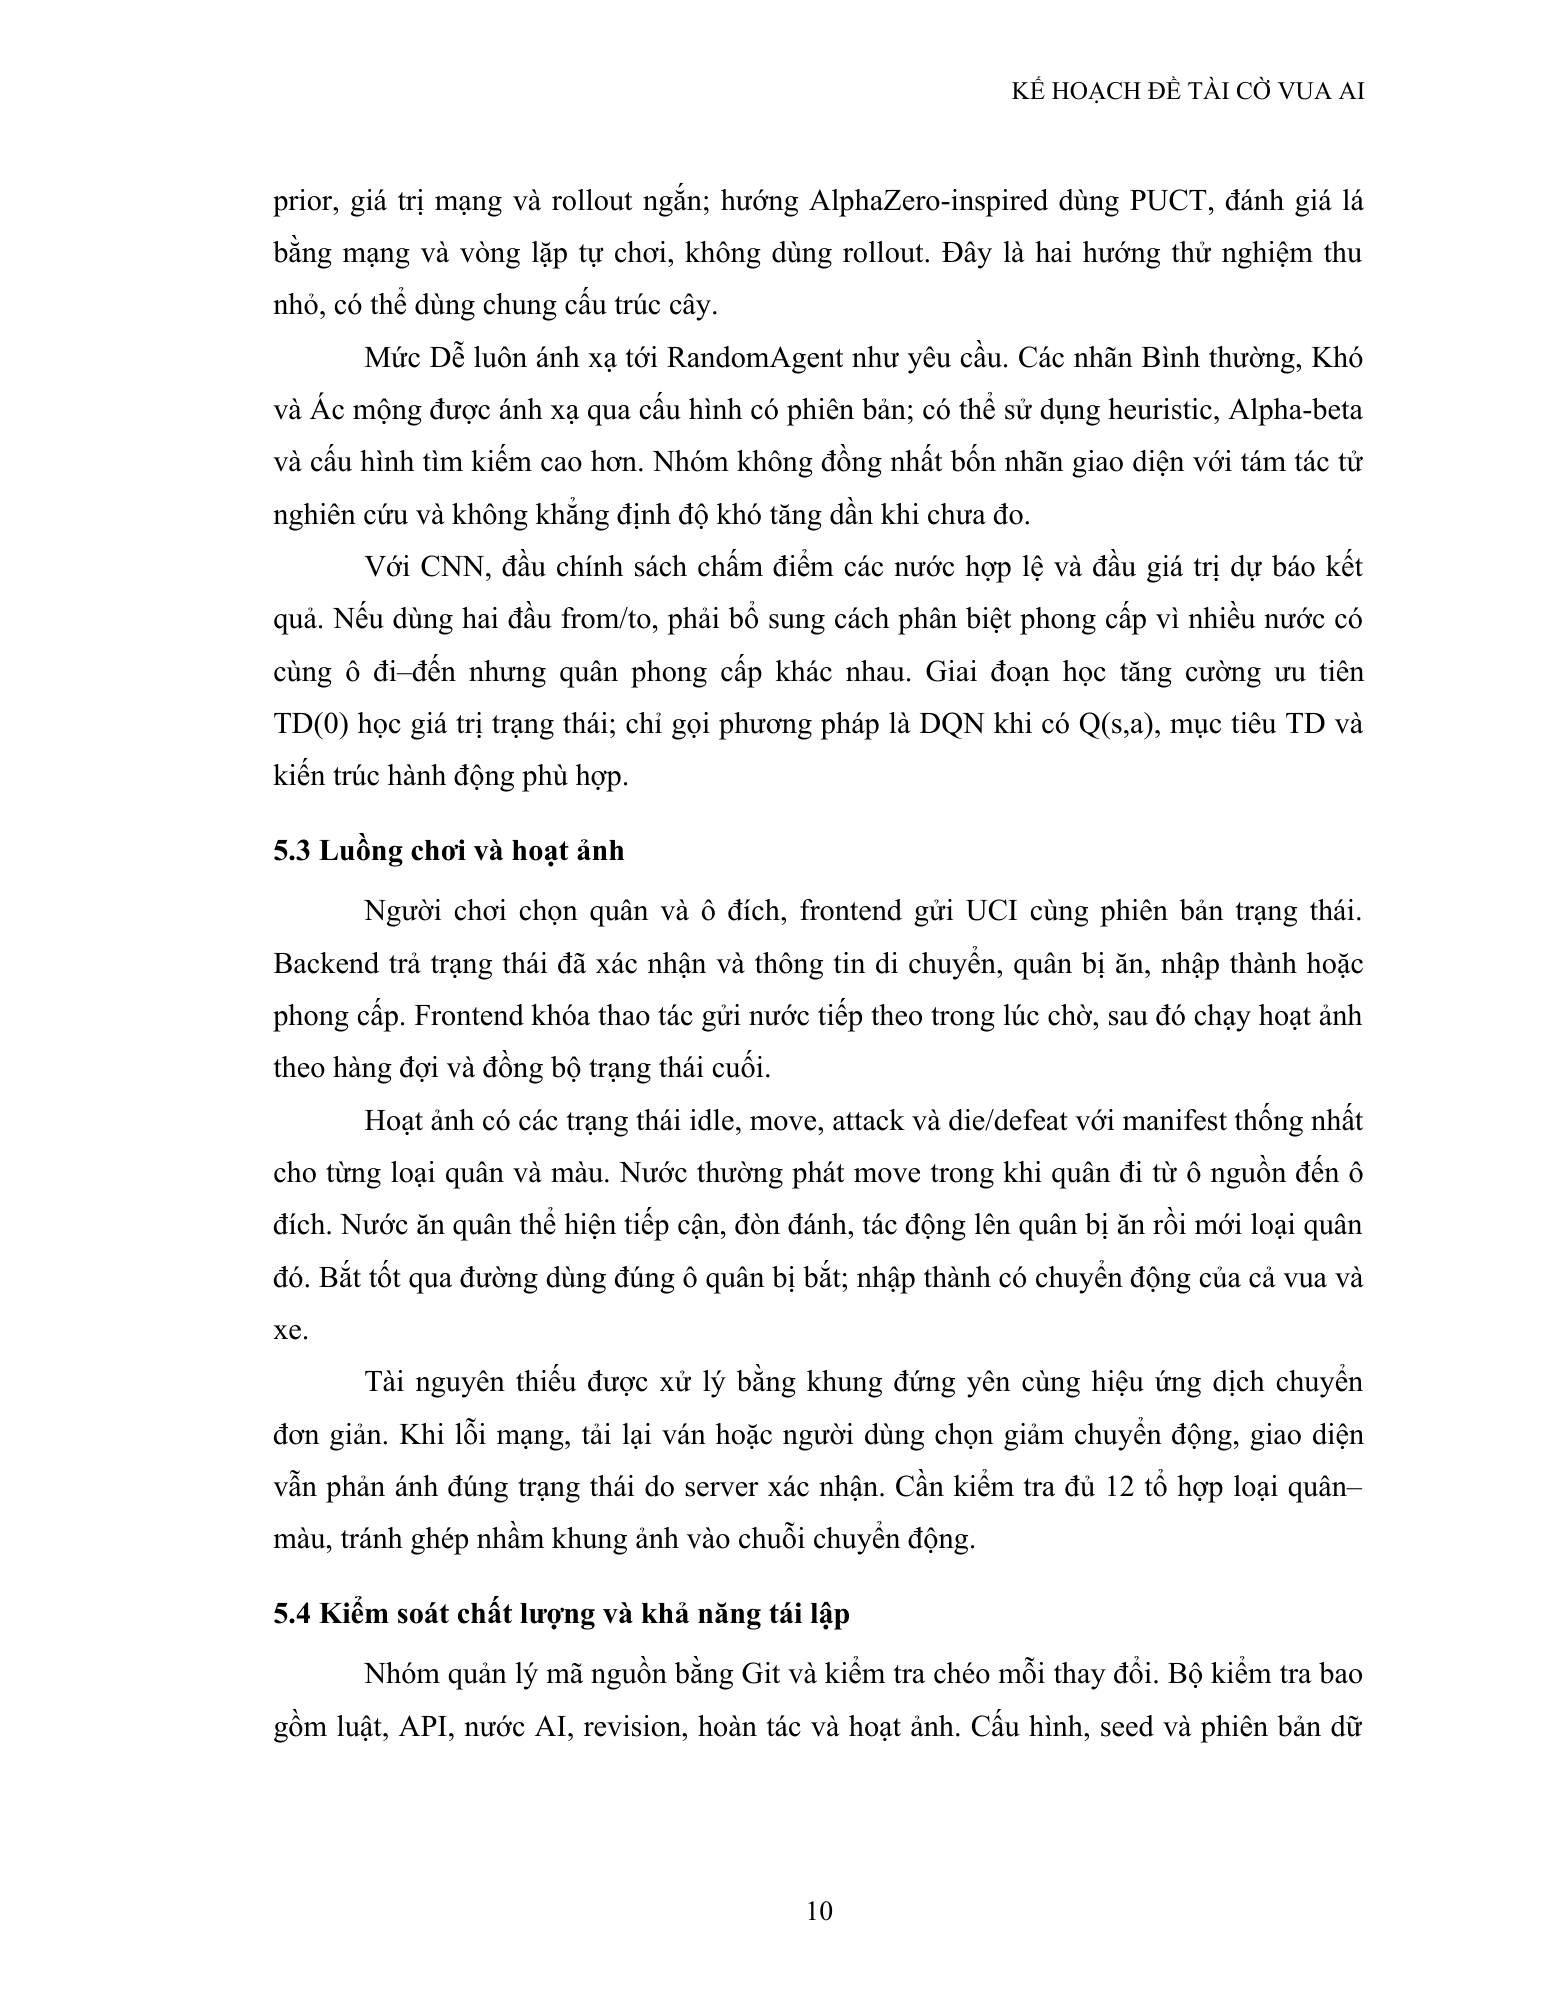 KẾ HOẠCH ĐỀ TÀI CỜ VUA AI
prior, giá trị mạng và rollout ngắn; hướng AlphaZero-inspired dùng PUCT, đánh giá lá
bằng mạng và vòng lặp tự chơi, không dùng rollout. Đây là hai hướng thử nghiệm thu
nhỏ, có thể dùng chung cấu trúc cây.
Mức Dễ luôn ánh xạ tới RandomAgent như yêu cầu. Các nhãn Bình thường, Khó
và Ác mộng được ánh xạ qua cấu hình có phiên bản; có thể sử dụng heuristic, Alpha-beta
và cấu hình tìm kiếm cao hơn. Nhóm không đồng nhất bốn nhãn giao diện với tám tác tử
nghiên cứu và không khẳng định độ khó tăng dần khi chưa đo.
Với CNN, đầu chính sách chấm điểm các nước hợp lệ và đầu giá trị dự báo kết
quả. Nếu dùng hai đầu from/to, phải bổ sung cách phân biệt phong cấp vì nhiều nước có
cùng ô đi–đến nhưng quân phong cấp khác nhau. Giai đoạn học tăng cường ưu tiên
TD(0) học giá trị trạng thái; chỉ gọi phương pháp là DQN khi có Q(s,a), mục tiêu TD và
kiến trúc hành động phù hợp.
5.3 Luồng chơi và hoạt ảnh
Người chơi chọn quân và ô đích, frontend gửi UCI cùng phiên bản trạng thái.
Backend trả trạng thái đã xác nhận và thông tin di chuyển, quân bị ăn, nhập thành hoặc
phong cấp. Frontend khóa thao tác gửi nước tiếp theo trong lúc chờ, sau đó chạy hoạt ảnh
theo hàng đợi và đồng bộ trạng thái cuối.
Hoạt ảnh có các trạng thái idle, move, attack và die/defeat với manifest thống nhất
cho từng loại quân và màu. Nước thường phát move trong khi quân đi từ ô nguồn đến ô
đích. Nước ăn quân thể hiện tiếp cận, đòn đánh, tác động lên quân bị ăn rồi mới loại quân
đó. Bắt tốt qua đường dùng đúng ô quân bị bắt; nhập thành có chuyển động của cả vua và
xe.
Tài nguyên thiếu được xử lý bằng khung đứng yên cùng hiệu ứng dịch chuyển
đơn giản. Khi lỗi mạng, tải lại ván hoặc người dùng chọn giảm chuyển động, giao diện
vẫn phản ánh đúng trạng thái do server xác nhận. Cần kiểm tra đủ 12 tổ hợp loại quân–
màu, tránh ghép nhầm khung ảnh vào chuỗi chuyển động.
5.4 Kiểm soát chất lượng và khả năng tái lập
Nhóm quản lý mã nguồn bằng Git và kiểm tra chéo mỗi thay đổi. Bộ kiểm tra bao
gồm luật, API, nước AI, revision, hoàn tác và hoạt ảnh. Cấu hình, seed và phiên bản dữ
10